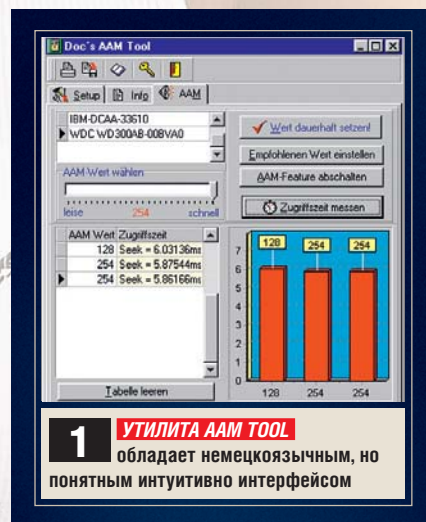 Doc's AAM Tool
Setup Info AAM
IBM-DCAA-33610
WDC WD300AB-00BVA0
Wert dauerhaft setzen!
Empfohlenen Wert einstellen
AAM-Feature abschalten
Zugriffszeit messen
AAM-Wert wählen
leise 254 schnell
AAM Wert Zugriffszeit
128 Seek = 6.03136ms
254 Seek = 5.87544ms
254 Seek = 5.86166ms
Tabelle leeren
128 254 254
7
6
5
4
3
2
1
0
128 254 254
1 УТИЛИТА AAM TOOL
обладает немецкоязычным, но
понятным интуитивно интерфейсом